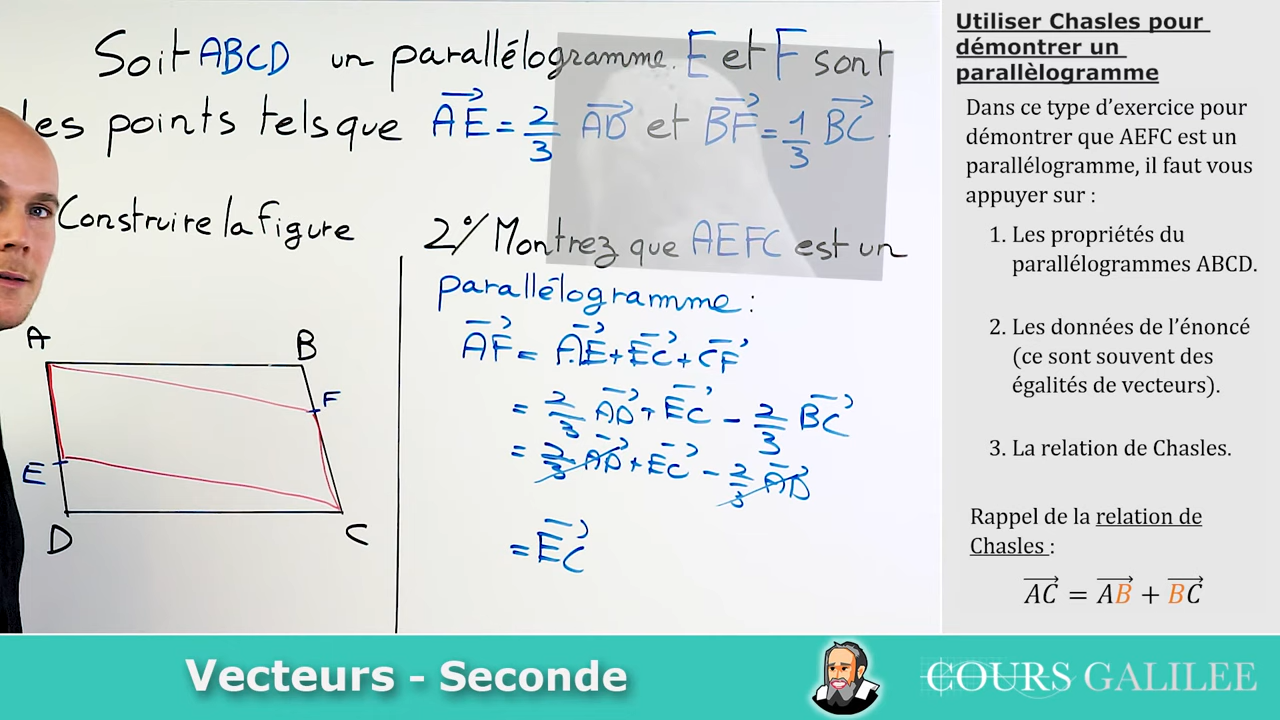 Soit ABCD un parallélogramme. E et F sont
les points tels que AE = 2/3 AD et BF = 1/3 BC.
Construire la figure
2°/ Montrez que AEFC est un
parallélogramme :
AF = AE + EC + CF
= 2/3 AD + EC - 2/3 BC
= 2/3 AD + EC - 2/3 AD
= EC
A
B
F
E
D
C
Utiliser Chasles pour
démontrer un
parallèlogramme
Dans ce type d'exercice pour
démontrer que AEFC est un
parallélogramme, il faut vous
appuyer sur :
1. Les propriétés du
parallélogrammes ABCD.
2. Les données de l'énoncé
(ce sont souvent des
égalités de vecteurs).
3. La relation de Chasles.
Rappel de la relation de
Chasles :
AC = AB + BC
Vecteurs - Seconde
COURS GALILEE